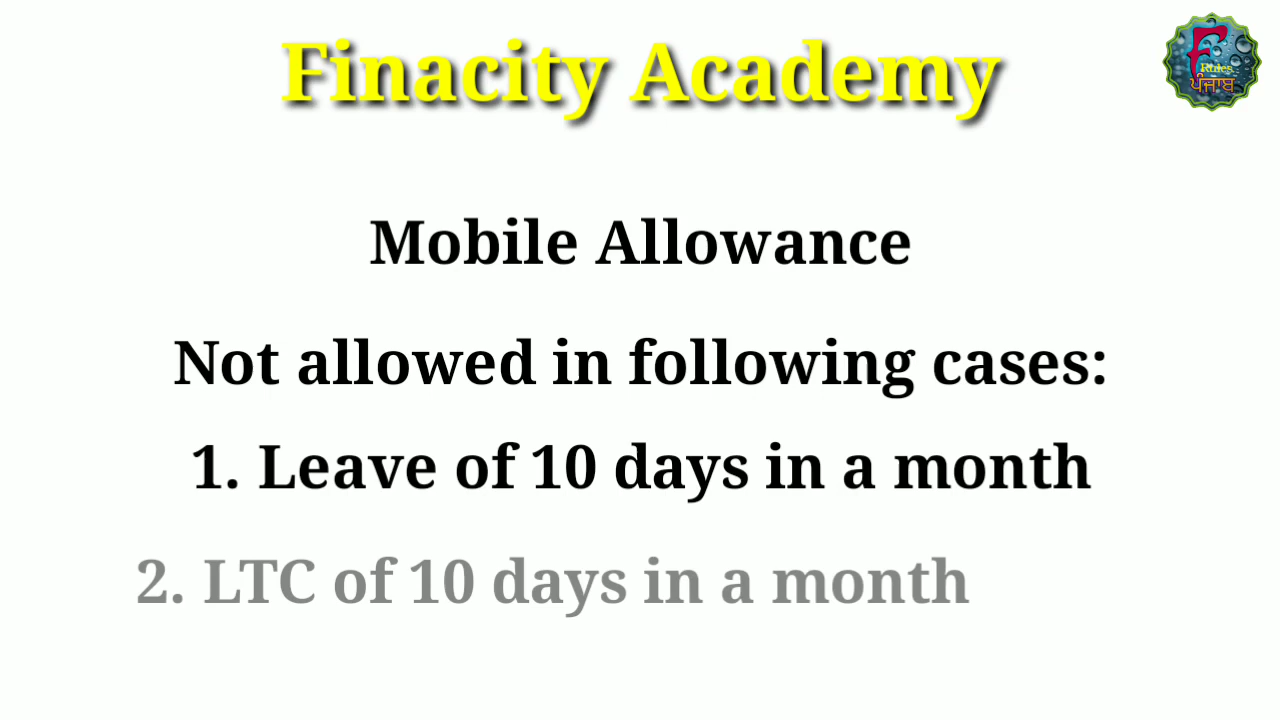 Finacity Academy
F
Rules
ਪੰਜਾਬ
Mobile Allowance
Not allowed in following cases:
1. Leave of 10 days in a month
2. LTC of 10 days in a month